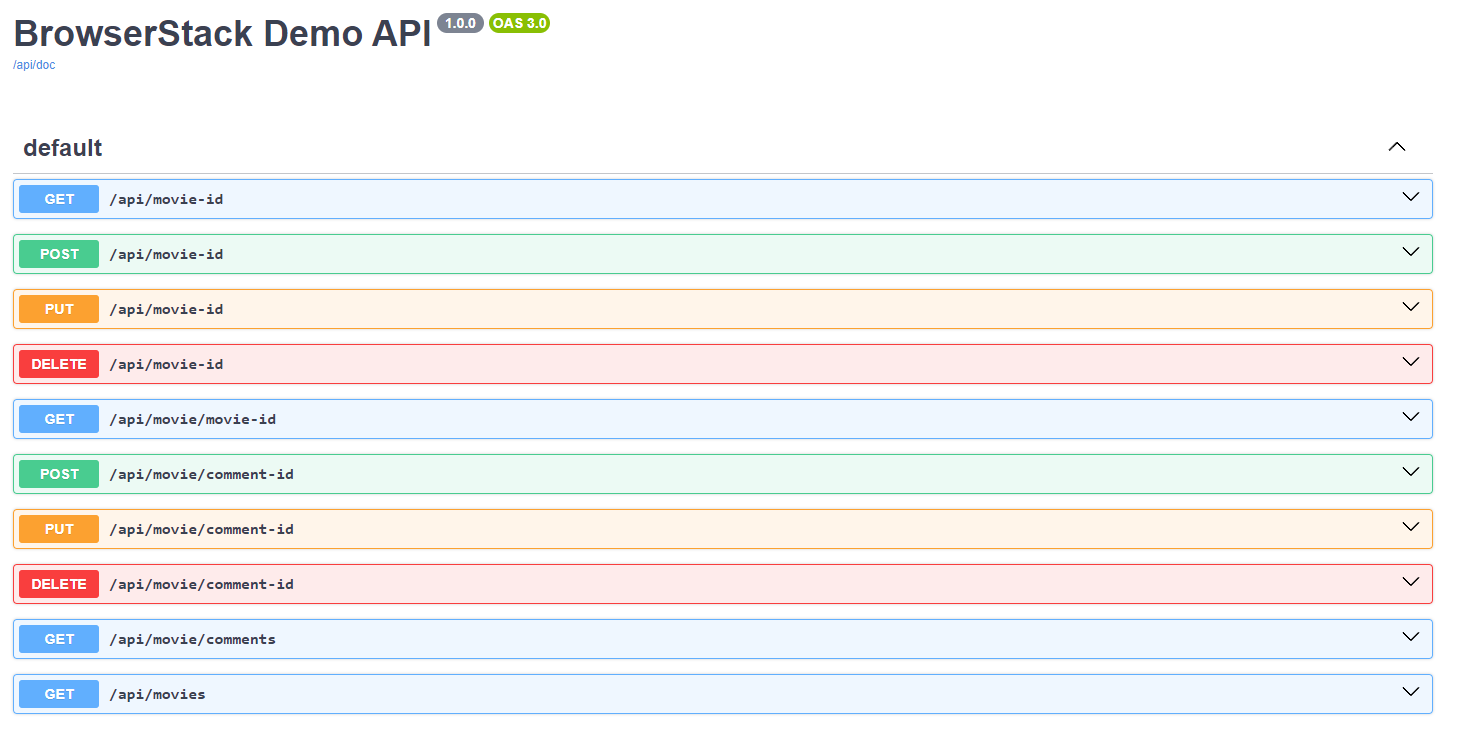 BrowserStack Demo API 1.0.0 OAS 3.0
/api/doc
default
GET /api/movie-id
POST /api/movie-id
PUT /api/movie-id
DELETE /api/movie-id
GET /api/movie/movie-id
POST /api/movie/comment-id
PUT /api/movie/comment-id
DELETE /api/movie/comment-id
GET /api/movie/comments
GET /api/movies